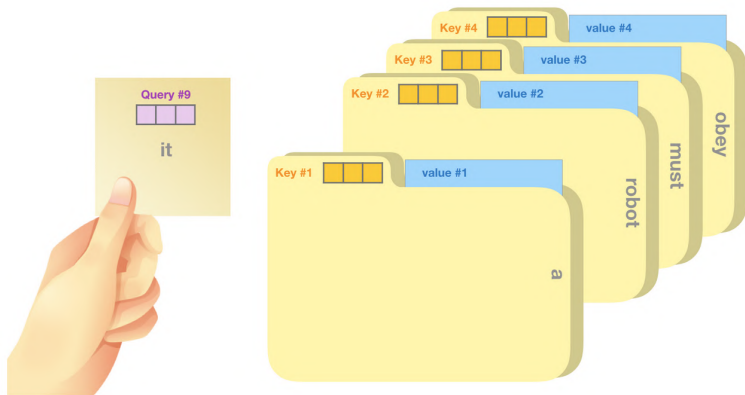 Query #9
it
Key #4
value #4
Key #3
value #3
Key #2
value #2
Key #1
value #1
obey
must
robot
a